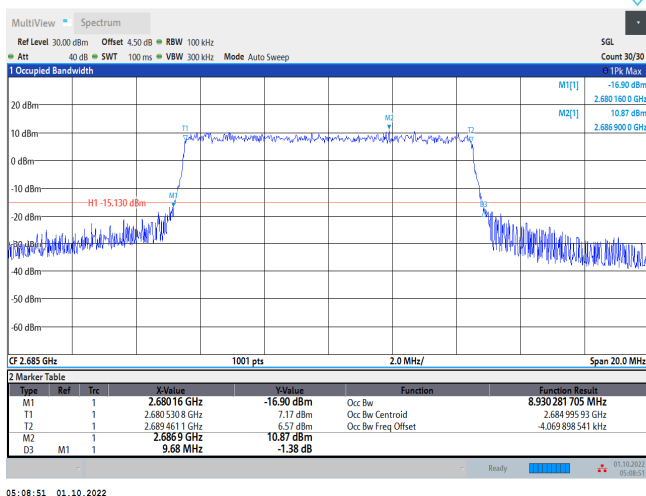 MultiView Spectrum
Ref Level 30.00 dBm Offset 4.50 dB RBW 100 kHz SGL
Att 40 dB SWT 100 ms VBW 300 kHz Mode Auto Sweep Count 30/30
1 Occupied Bandwidth 1Pk Max
M1[1] -16.90 dBm
2.680 160 0 GHz
M2[1] 10.87 dBm
2.686 900 0 GHz
20 dBm
M2
10 dBm T1 T2
0 dBm
-10 dBm
M1
H1 -15.130 dBm D3
-20 dBm
-30 dBm
-40 dBm
-50 dBm
-60 dBm
CF 2.685 GHz 1001 pts 2.0 MHz/ Span 20.0 MHz
2 Marker Table
Type Ref Trc X-Value Y-Value Function Function Result
M1 1 2.68016 GHz -16.90 dBm Occ Bw 8.930 281 705 MHz
T1 1 2.680 530 8 GHz 7.17 dBm Occ Bw Centroid 2.684 995 93 GHz
T2 1 2.689 461 1 GHz 6.57 dBm Occ Bw Freq Offset -4.069 898 541 kHz
M2 1 2.686 9 GHz 10.87 dBm
D3 M1 1 9.68 MHz -1.38 dB
Ready 01.10.2022
05:08:51
05:08:51 01.10.2022